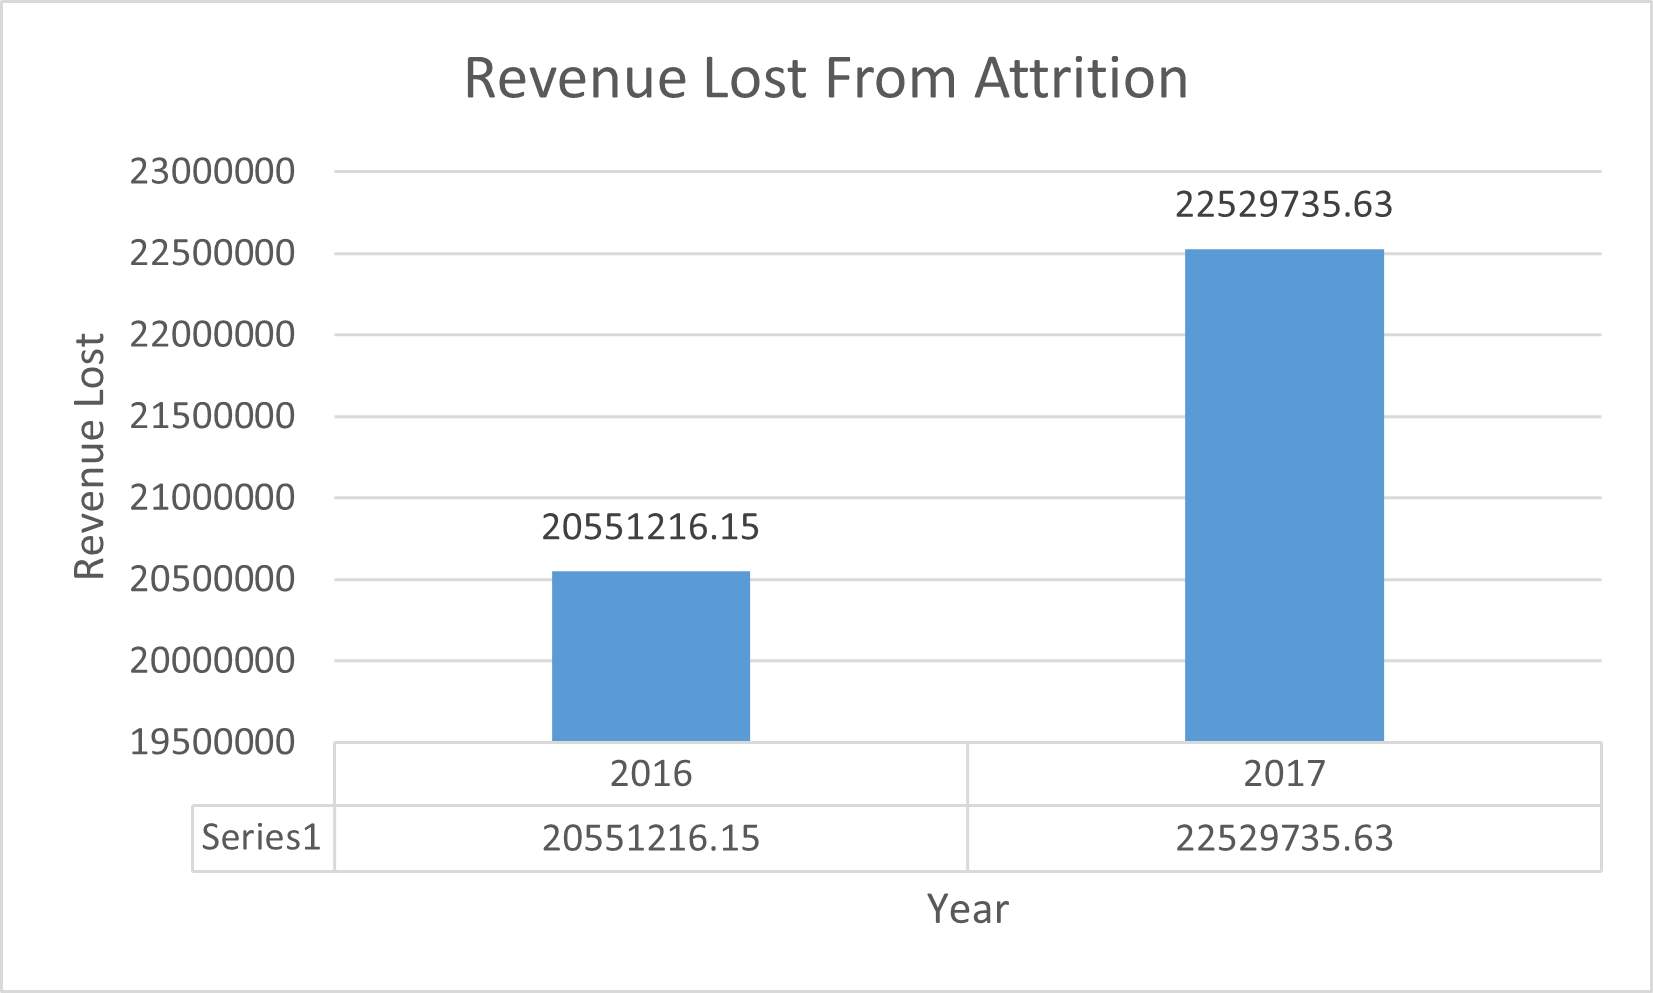 Revenue Lost From Attrition
23000000
22500000
22000000
21500000
21000000
20500000
20000000
19500000
Revenue Lost
20551216.15
22529735.63
2016 2017
Series1 20551216.15 22529735.63
Year